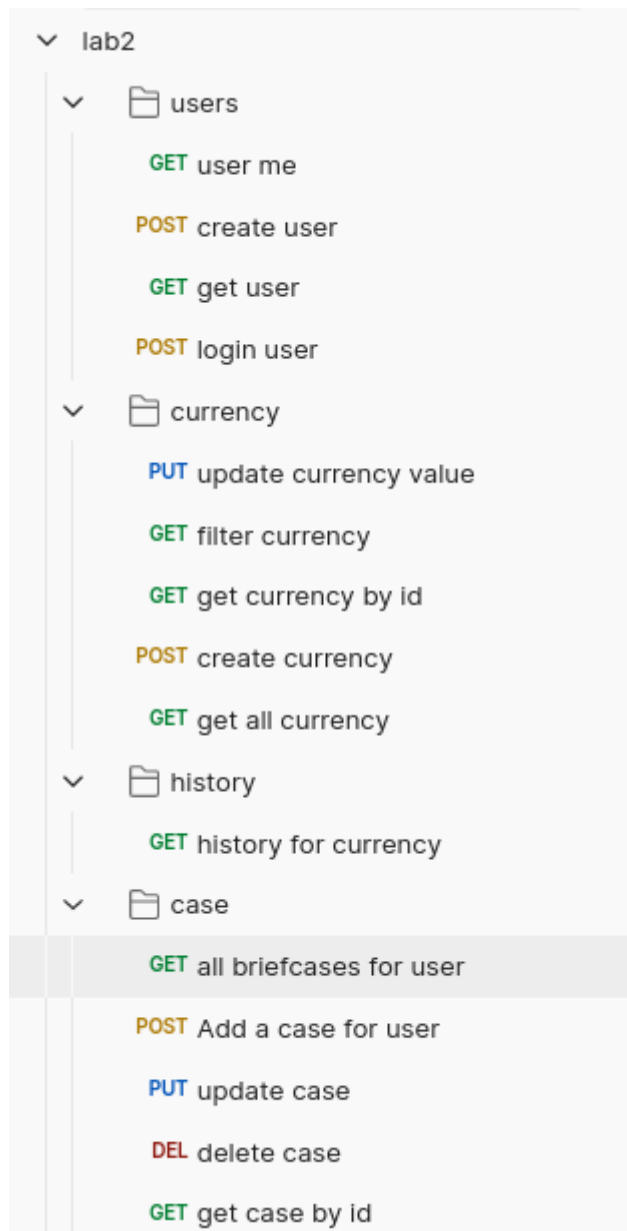 lab2
users
GET user me
POST create user
GET get user
POST login user
currency
PUT update currency value
GET filter currency
GET get currency by id
POST create currency
GET get all currency
history
GET history for currency
case
GET all briefcases for user
POST Add a case for user
PUT update case
DEL delete case
GET get case by id